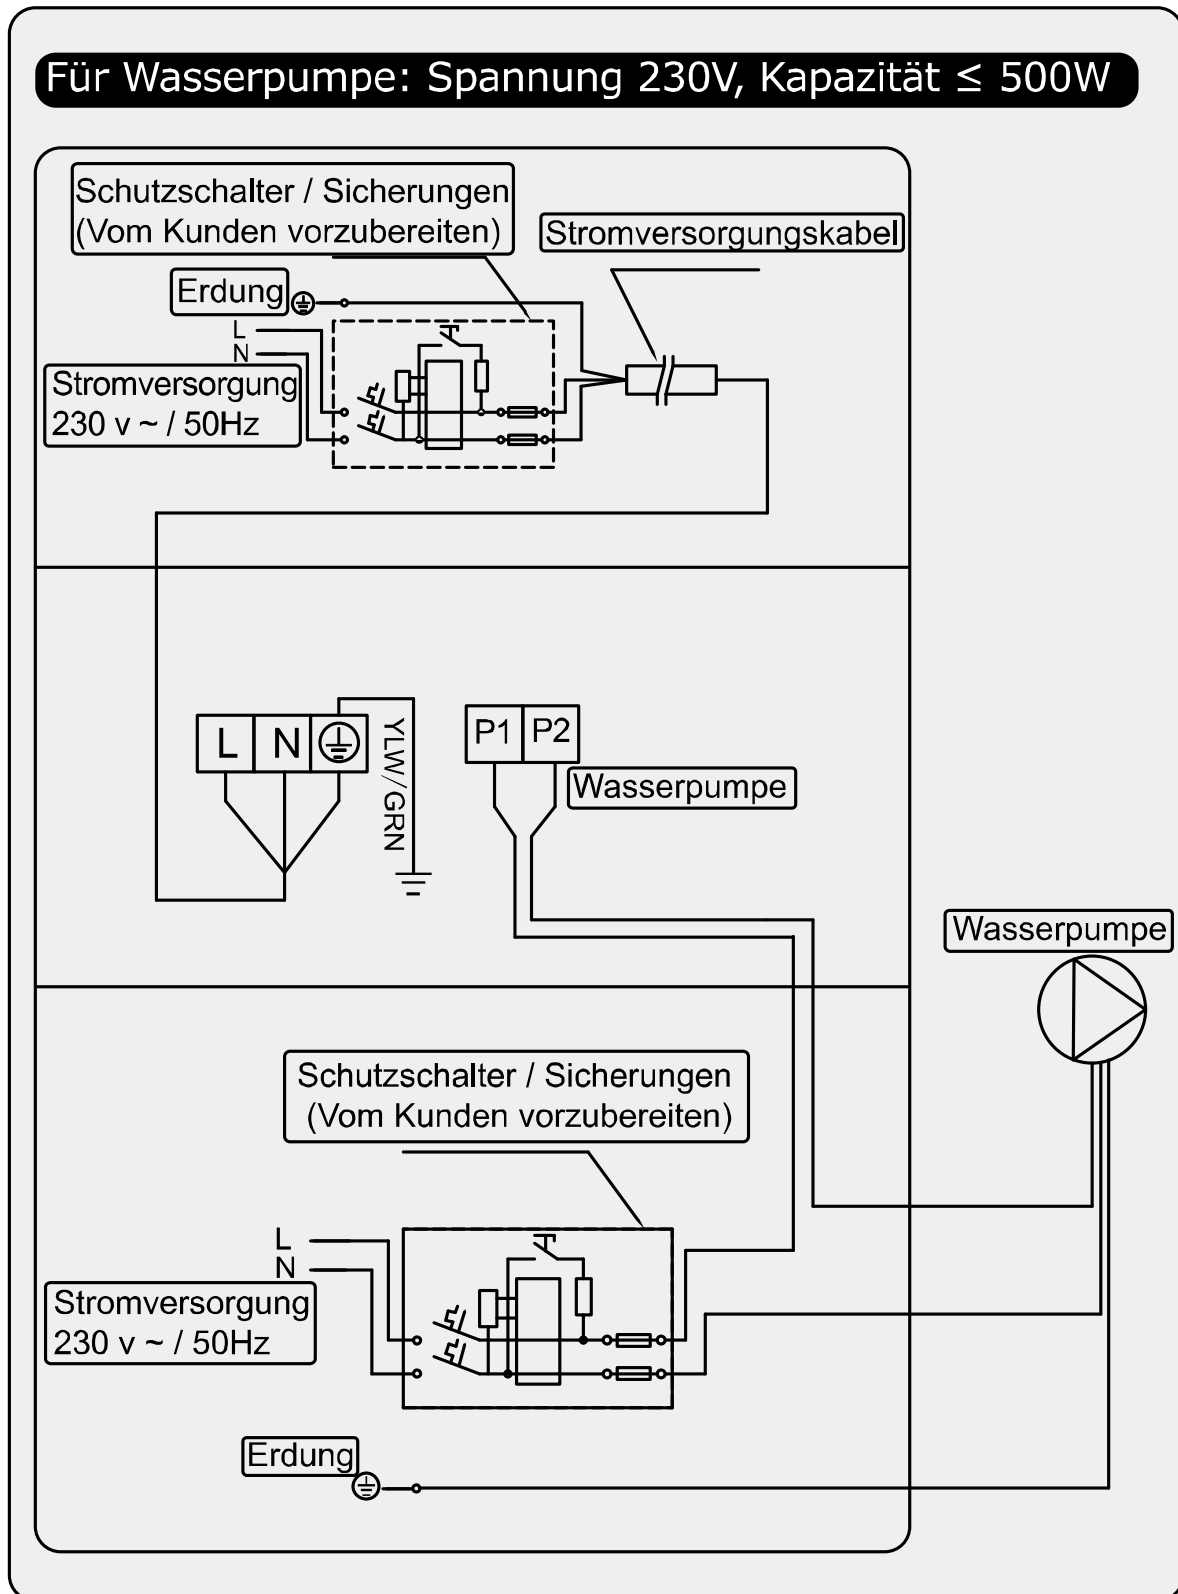 Für Wasserpumpe: Spannung 230V, Kapazität ≤ 500W
Schutzschalter / Sicherungen
(Vom Kunden vorzubereiten)
Stromversorgungskabel
Erdung
L
N
Stromversorgung
230 v ~ / 50Hz
L N
YLW/GRN
P1 P2
Wasserpumpe
Wasserpumpe
Schutzschalter / Sicherungen
(Vom Kunden vorzubereiten)
L
N
Stromversorgung
230 v ~ / 50Hz
Erdung